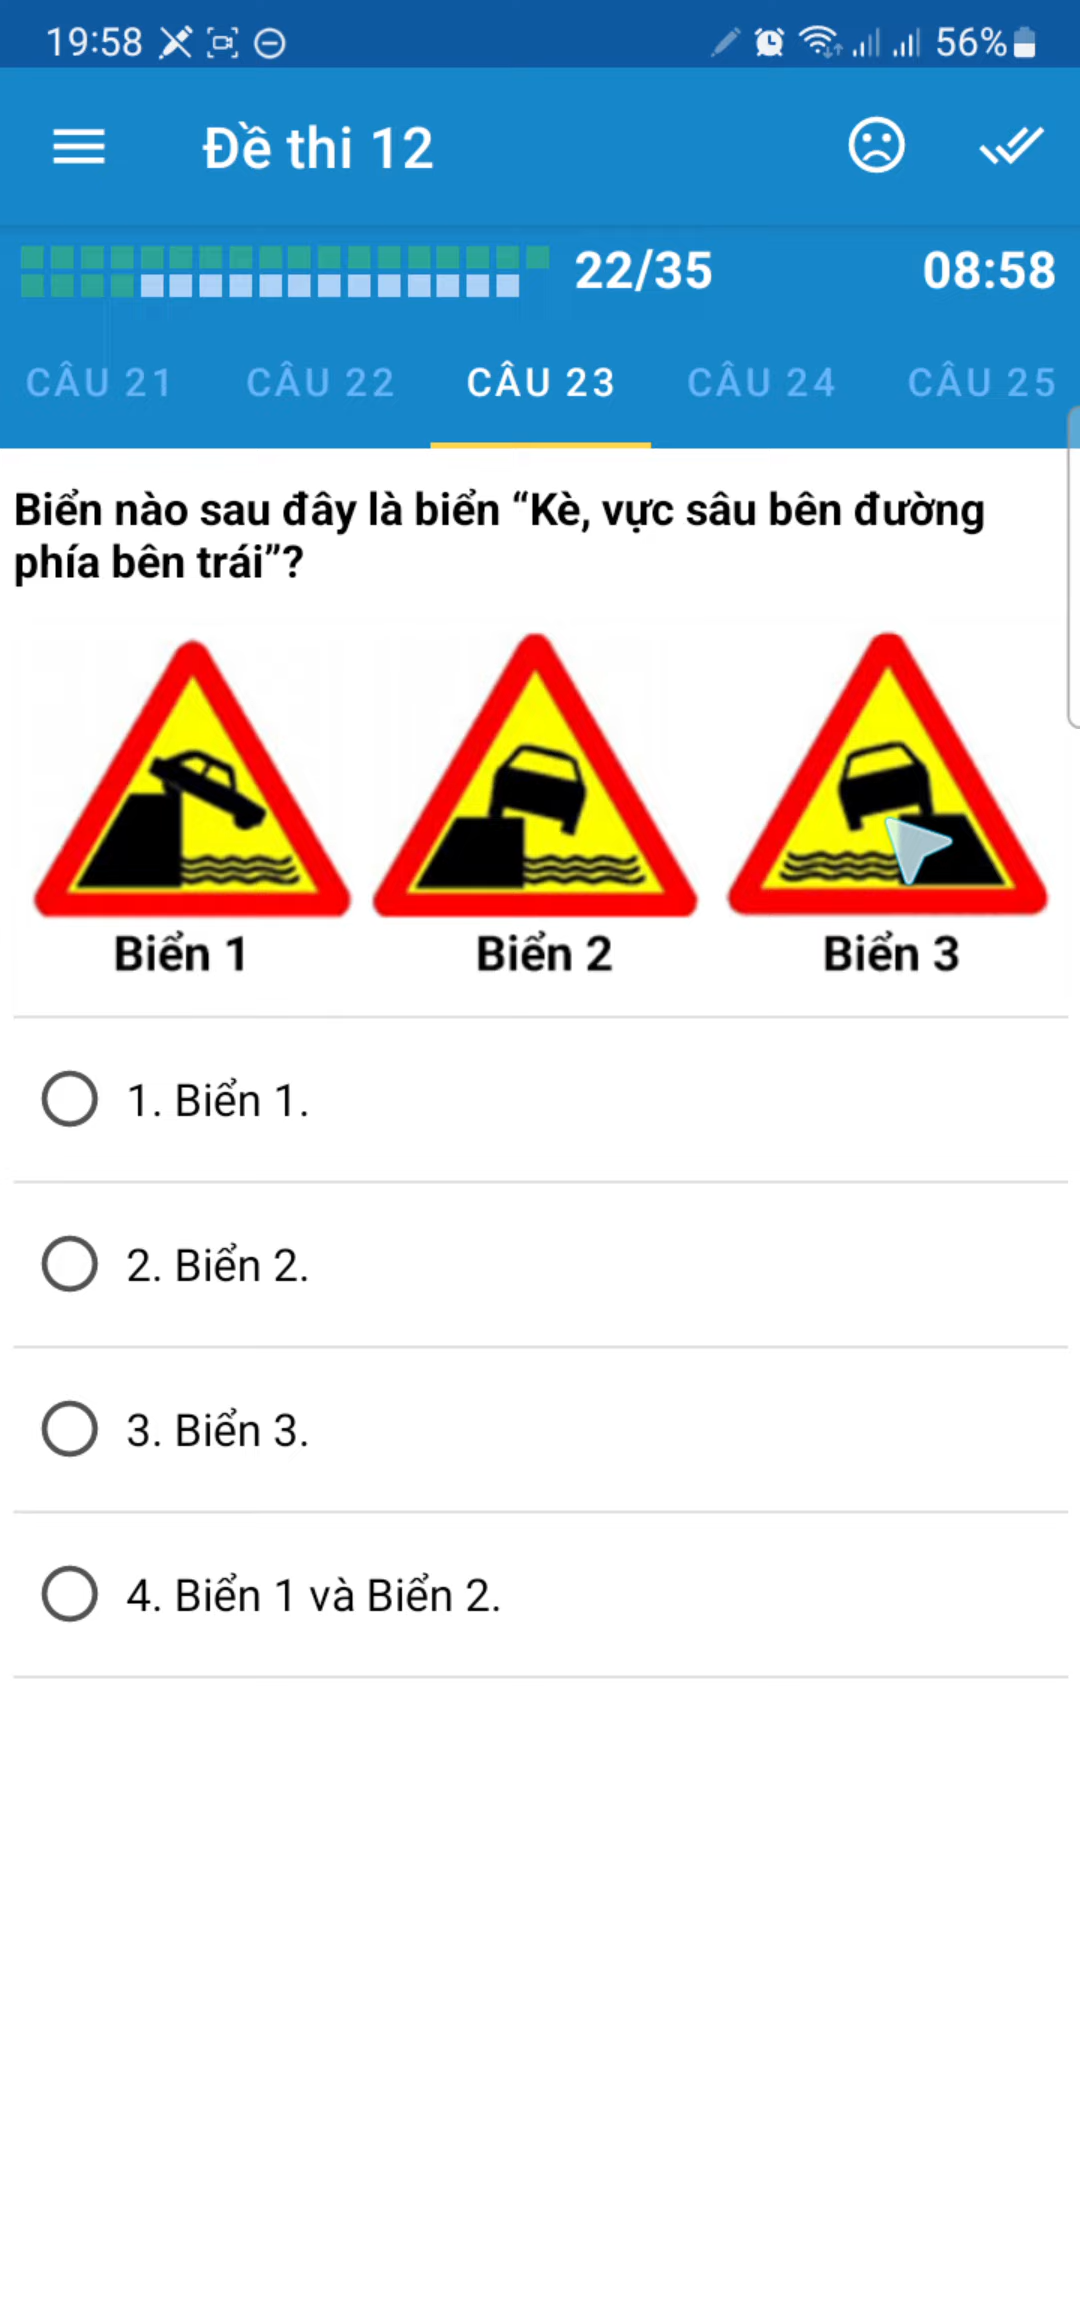 19:58
56%
Đề thi 12
22/35
08:58
CÂU 21
CÂU 22
CÂU 23
CÂU 24
CÂU 25
Biển nào sau đây là biển “Kè, vực sâu bên đường
phía bên trái”?
Biển 1
Biển 2
Biển 3
1. Biển 1.
2. Biển 2.
3. Biển 3.
4. Biển 1 và Biển 2.